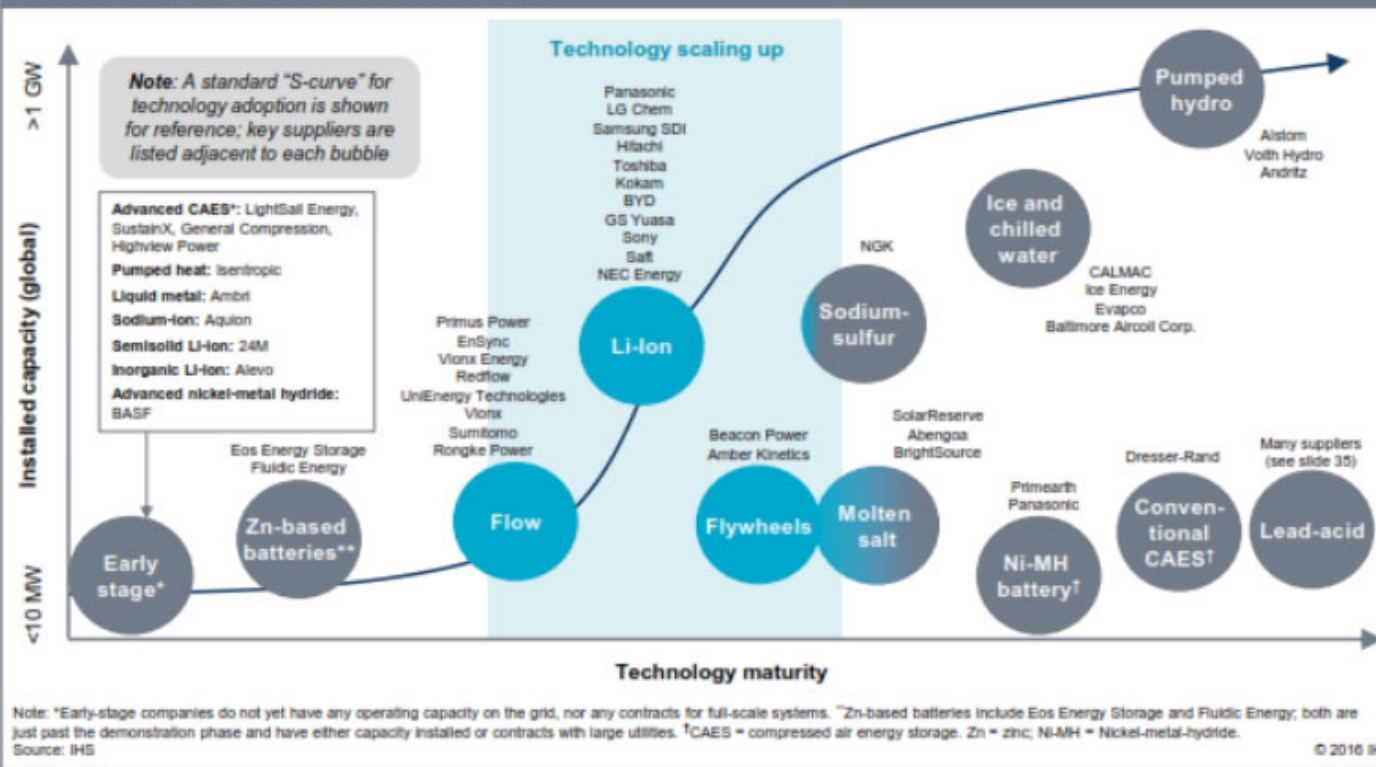 Technology scaling up
>1 GW
Installed capacity (global)
<10 MW
Note: A standard “S-curve” for
technology adoption is shown
for reference; key suppliers are
listed adjacent to each bubble
Advanced CAES*: LightSail Energy,
SustainX, General Compression,
Highview Power
Pumped heat: Isentropic
Liquid metal: Ambri
Sodium-ion: Aquion
Semisolid Li-ion: 24M
Inorganic Li-ion: Alevo
Advanced nickel-metal hydride:
BASF
Early
stage*
Eos Energy Storage
Fluidic Energy
Zn-based
batteries**
Primus Power
EnSync
Vionx Energy
Redflow
UniEnergy Technologies
Vionx
Sumitomo
Rongke Power
Flow
Panasonic
LG Chem
Samsung SDI
Hitachi
Toshiba
Kokam
BYD
GS Yuasa
Sony
Saft
NEC Energy
Li-Ion
Beacon Power
Amber Kinetics
Flywheels
NGK
Sodium-
sulfur
SolarReserve
Abengoa
BrightSource
Molten
salt
Ice and
chilled
water
CALMAC
Ice Energy
Evapco
Baltimore Aircoil Corp.
Pumped
hydro
Alstom
Voith Hydro
Andritz
Primearth
Panasonic
Ni-MH
battery†
Dresser-Rand
Conven-
tional
CAES†
Many suppliers
(see slide 35)
Lead-acid
Technology maturity
Note: *Early-stage companies do not yet have any operating capacity on the grid, nor any contracts for full-scale systems. **Zn-based batteries include Eos Energy Storage and Fluidic Energy; both are
just past the demonstration phase and have either capacity installed or contracts with large utilities. †CAES = compressed air energy storage. Zn = zinc; Ni-MH = Nickel-metal-hydride.
Source: IHS
© 2016 IH